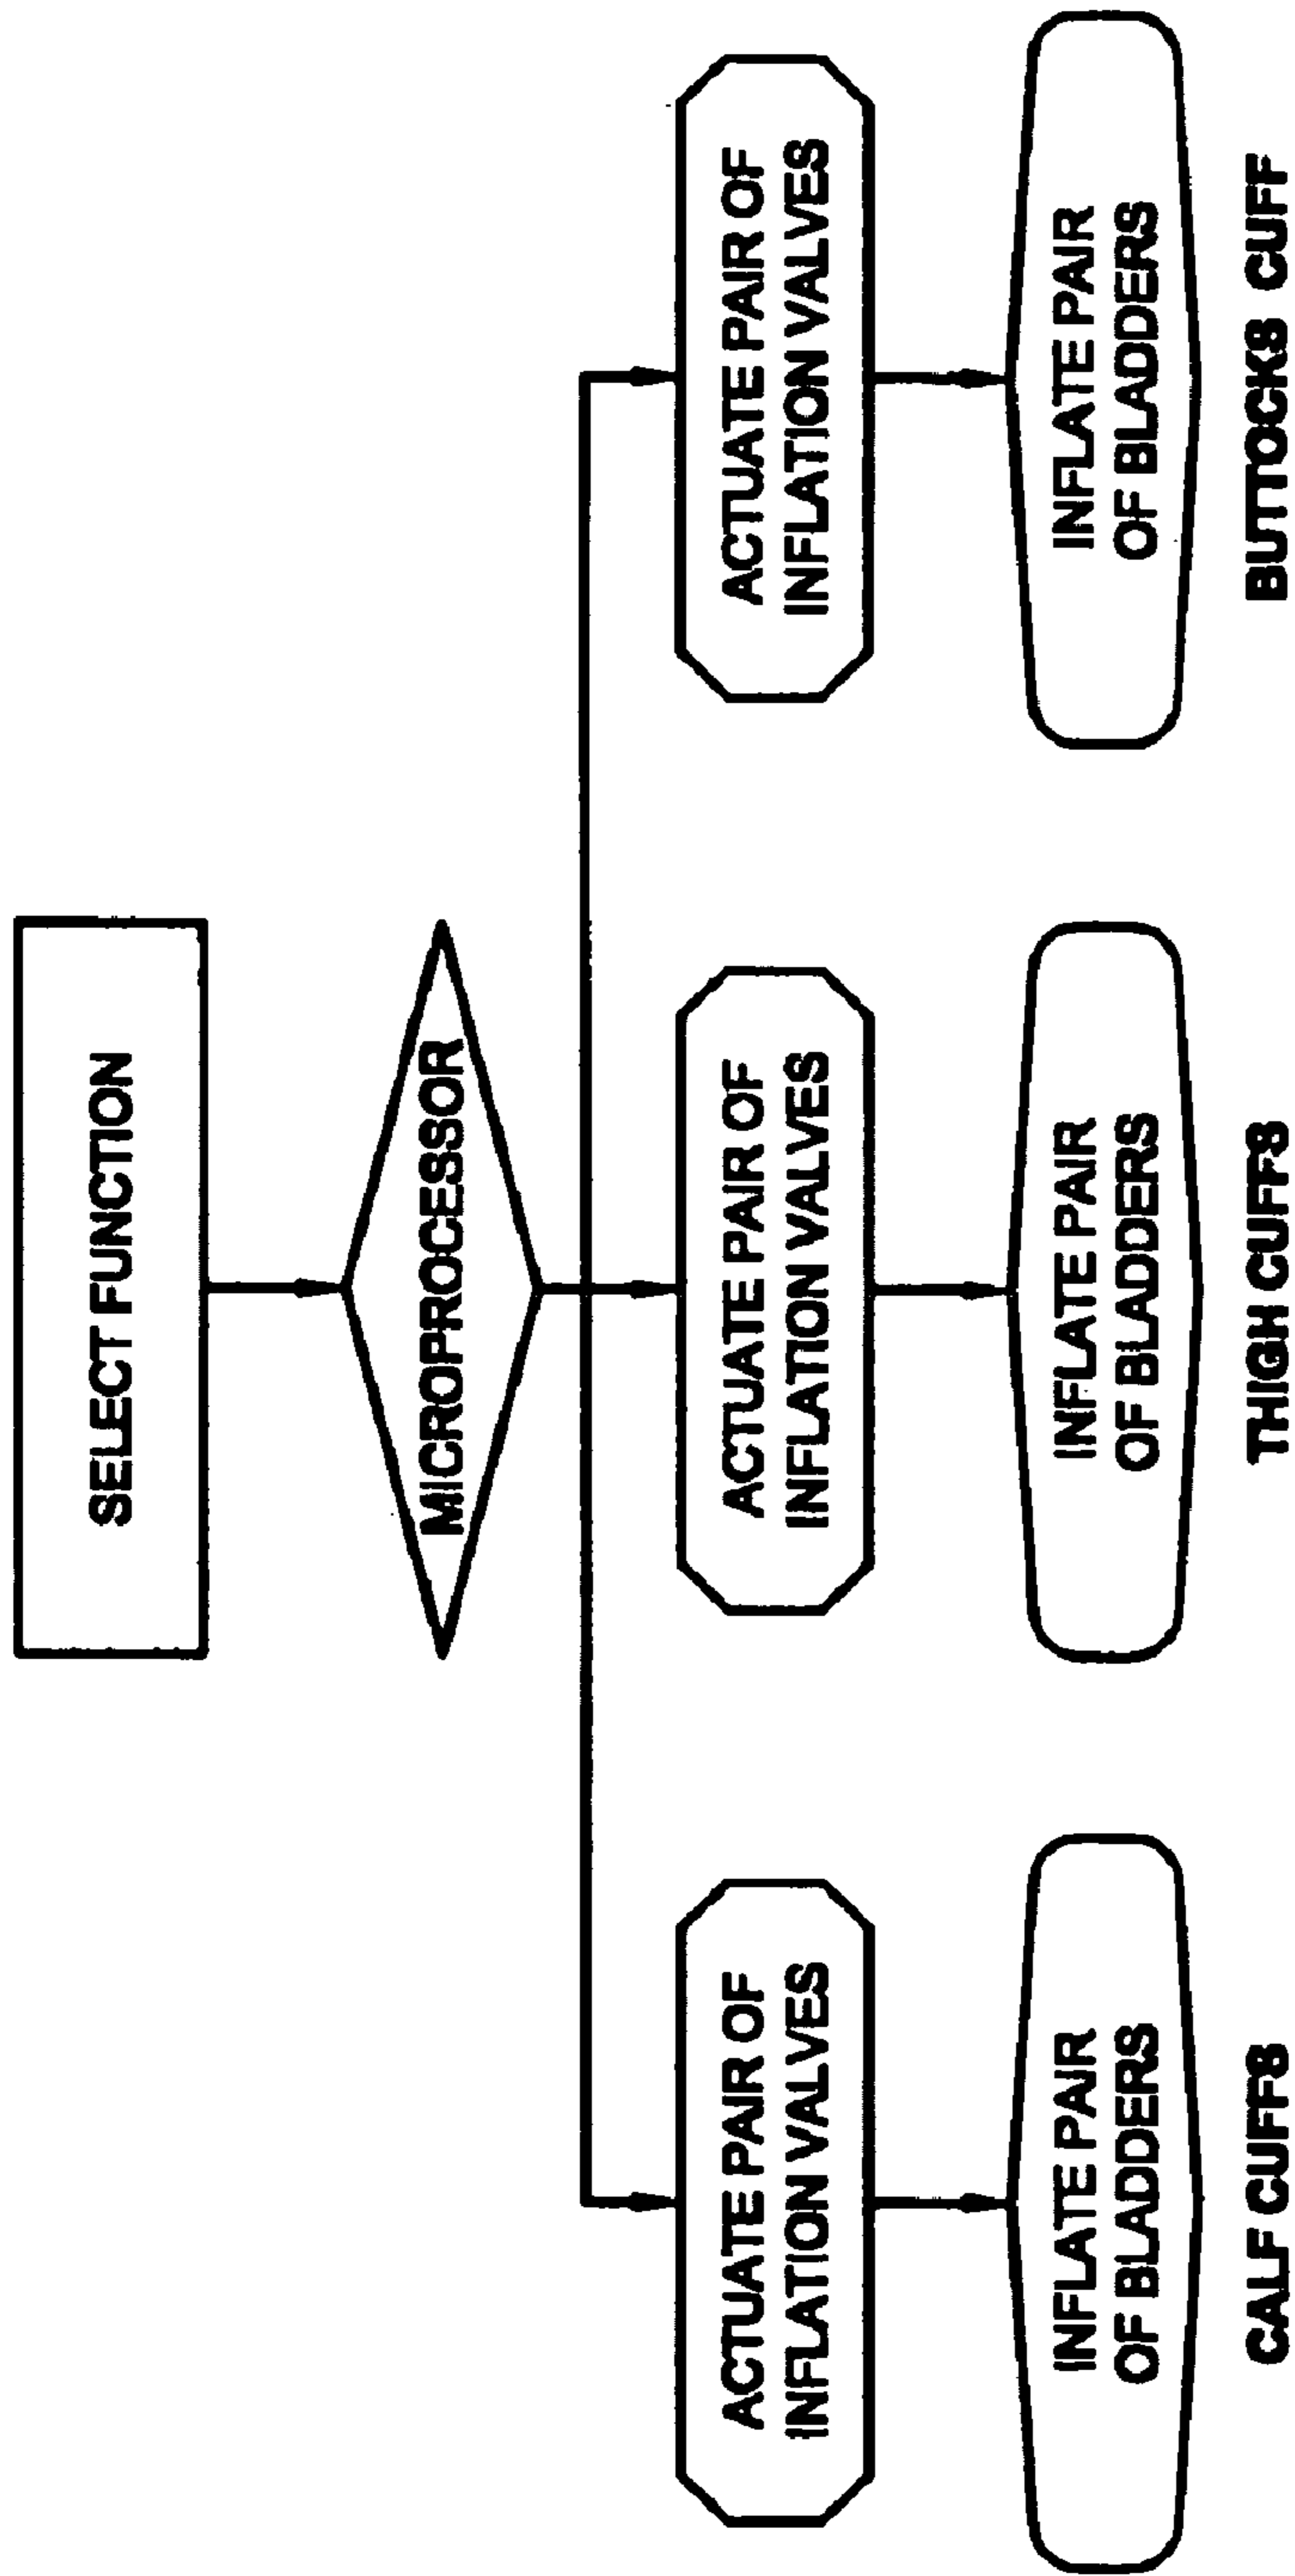 SELECT FUNCTION
MICROPROCESSOR
ACTUATE PAIR OF
INFLATION VALVES
ACTUATE PAIR OF
INFLATION VALVES
ACTUATE PAIR OF
INFLATION VALVES
INFLATE PAIR
OF BLADDERS
INFLATE PAIR
OF BLADDERS
INFLATE PAIR
OF BLADDERS
CALF CUFFS
THIGH CUFFS
BUTTOCKS CUFF